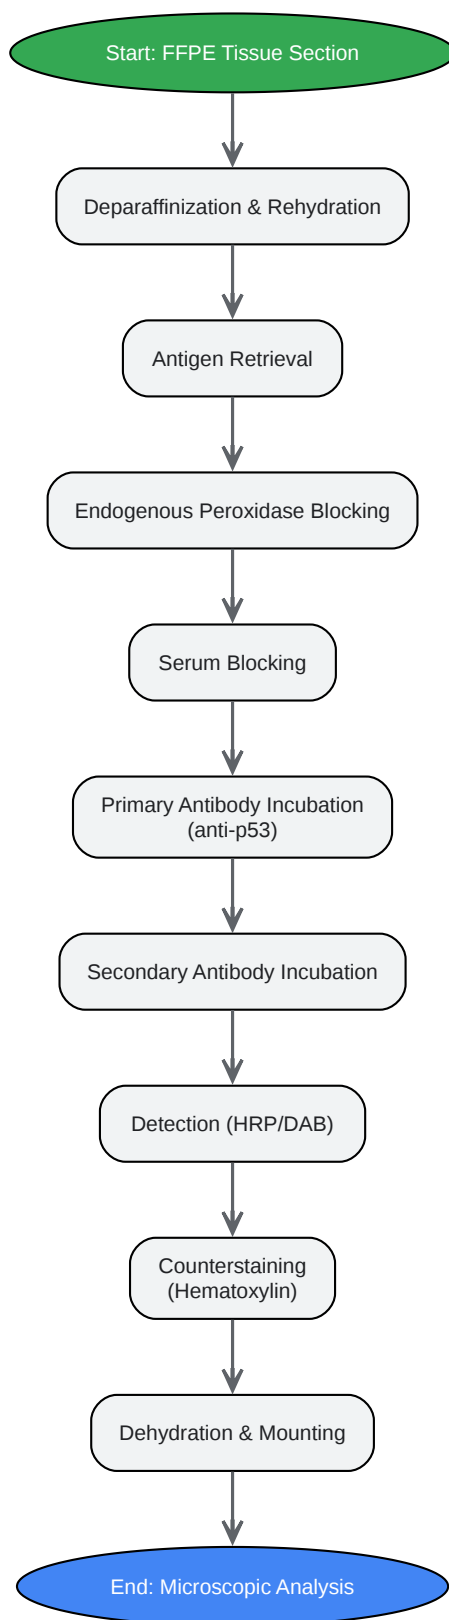 Start: FFPE Tissue Section
Deparaffinization & Rehydration
Antigen Retrieval
Endogenous Peroxidase Blocking
Serum Blocking
Primary Antibody Incubation
(anti-p53)
Secondary Antibody Incubation
Detection (HRP/DAB)
Counterstaining
(Hematoxylin)
Dehydration & Mounting
End: Microscopic Analysis